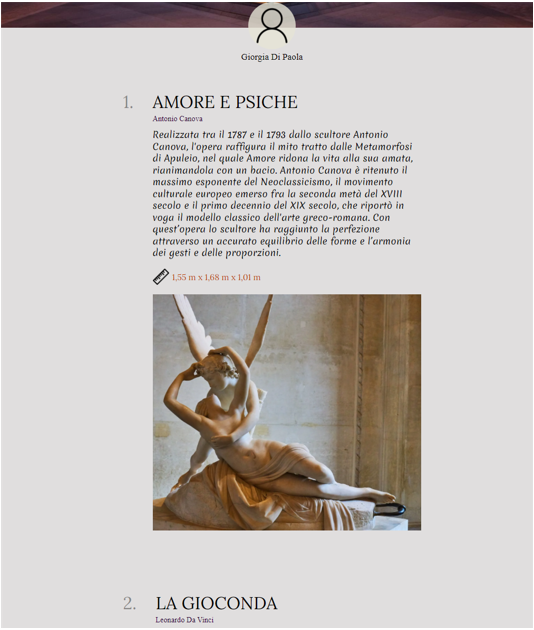 Giorgia Di Paola
1. AMORE E PSICHE
Antonio Canova
Realizzata tra il 1787 e il 1793 dallo scultore Antonio
Canova, l'opera raffigura il mito tratto dalle Metamorfosi
di Apuleio, nel quale Amore ridona la vita alla sua amata,
rianimandola con un bacio. Antonio Canova è ritenuto il
massimo esponente del Neoclassicismo, il movimento
culturale europeo emerso fra la seconda metà del XVIII
secolo e il primo decennio del XIX secolo, che riportò in
voga il modello classico dell'arte greco-romana. Con
quest'opera lo scultore ha raggiunto la perfezione
attraverso un accurato equilibrio delle forme e l'armonia
dei gesti e delle proporzioni.
1,55 m x 1,68 m x 1,01 m
2. LA GIOCONDA
Leonardo Da Vinci